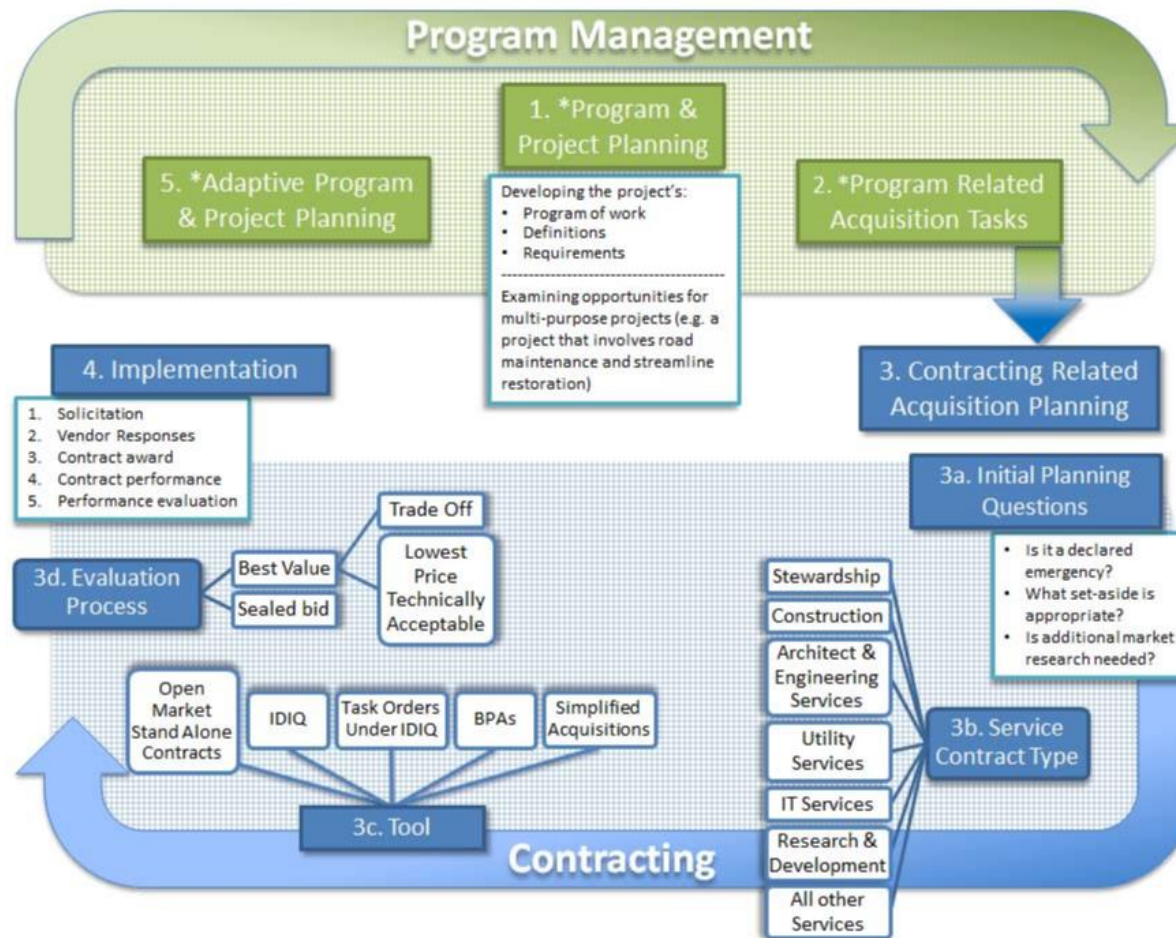 Program Management
1. *Program &
Project Planning
Developing the project's:
• Program of work
• Definitions
• Requirements
----------------------------------------
Examining opportunities for
multi-purpose projects (e.g. a
project that involves road
maintenance and streamline
restoration)
5. *Adaptive Program
& Project Planning
2. *Program Related
Acquisition Tasks
3. Contracting Related
Acquisition Planning
4. Implementation
1. Solicitation
2. Vendor Responses
3. Contract award
4. Contract performance
5. Performance evaluation
3a. Initial Planning
Questions
• Is it a declared
emergency?
• What set-aside is
appropriate?
• Is additional market
research needed?
3b. Service
Contract Type
Stewardship
Construction
Architect &
Engineering
Services
Utility
Services
IT Services
Research &
Development
All other
Services
3c. Tool
Open
Market
Stand Alone
Contracts
IDIQ
Task Orders
Under IDIQ
BPAs
Simplified
Acquisitions
3d. Evaluation
Process
Best Value
Sealed bid
Trade Off
Lowest
Price
Technically
Acceptable
Contracting